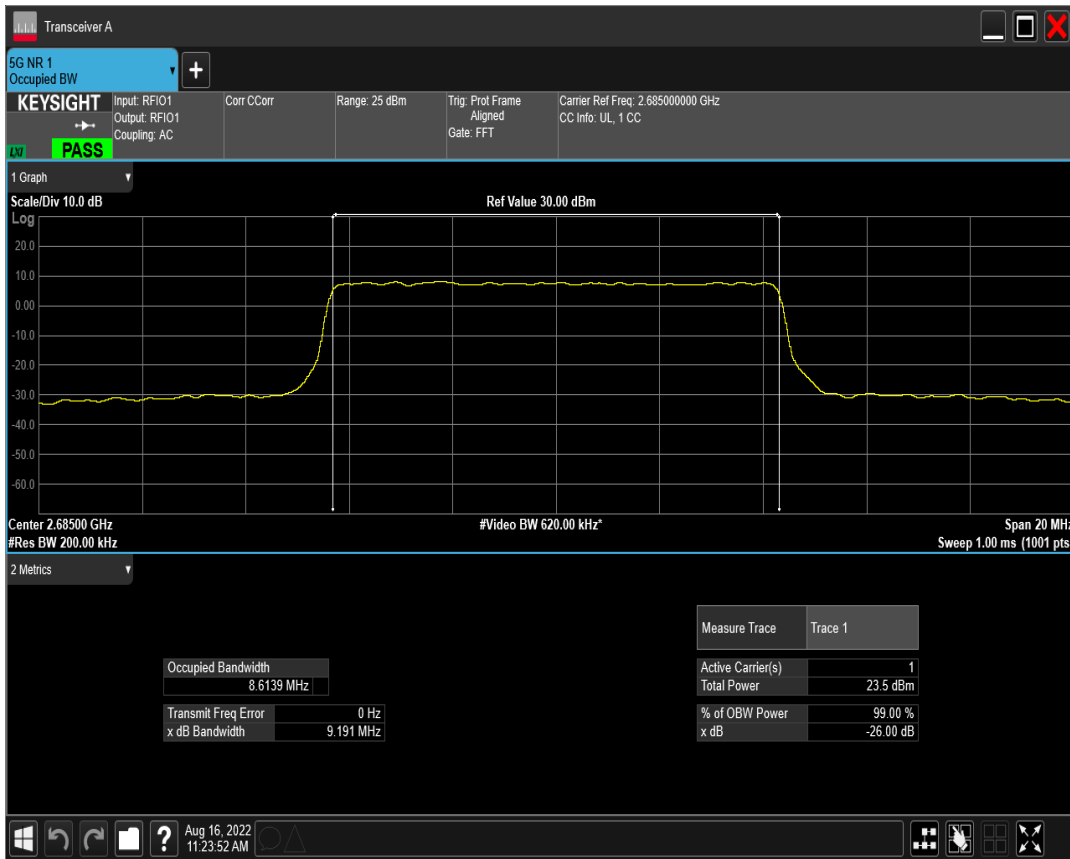 Transceiver A
5G NR 1
Occupied BW
KEYSIGHT
LXI
PASS
Input: RFIO1
Output: RFIO1
Coupling: AC
Corr CCorr
Range: 25 dBm
Trig: Prot Frame
Aligned
Gate: FFT
Carrier Ref Freq: 2.685000000 GHz
CC Info: UL, 1 CC
1 Graph
Scale/Div 10.0 dB
Ref Value 30.00 dBm
Log
20.0
10.0
0.00
-10.0
-20.0
-30.0
-40.0
-50.0
-60.0
Center 2.68500 GHz
#Video BW 620.00 kHz*
Span 20 MHz
#Res BW 200.00 kHz
Sweep 1.00 ms (1001 pts
2 Metrics
Occupied Bandwidth
8.6139 MHz
Transmit Freq Error 0 Hz
x dB Bandwidth 9.191 MHz
Measure Trace Trace 1
Active Carrier(s) 1
Total Power 23.5 dBm
% of OBW Power 99.00 %
x dB -26.00 dB
?
Aug 16, 2022
11:23:52 AM